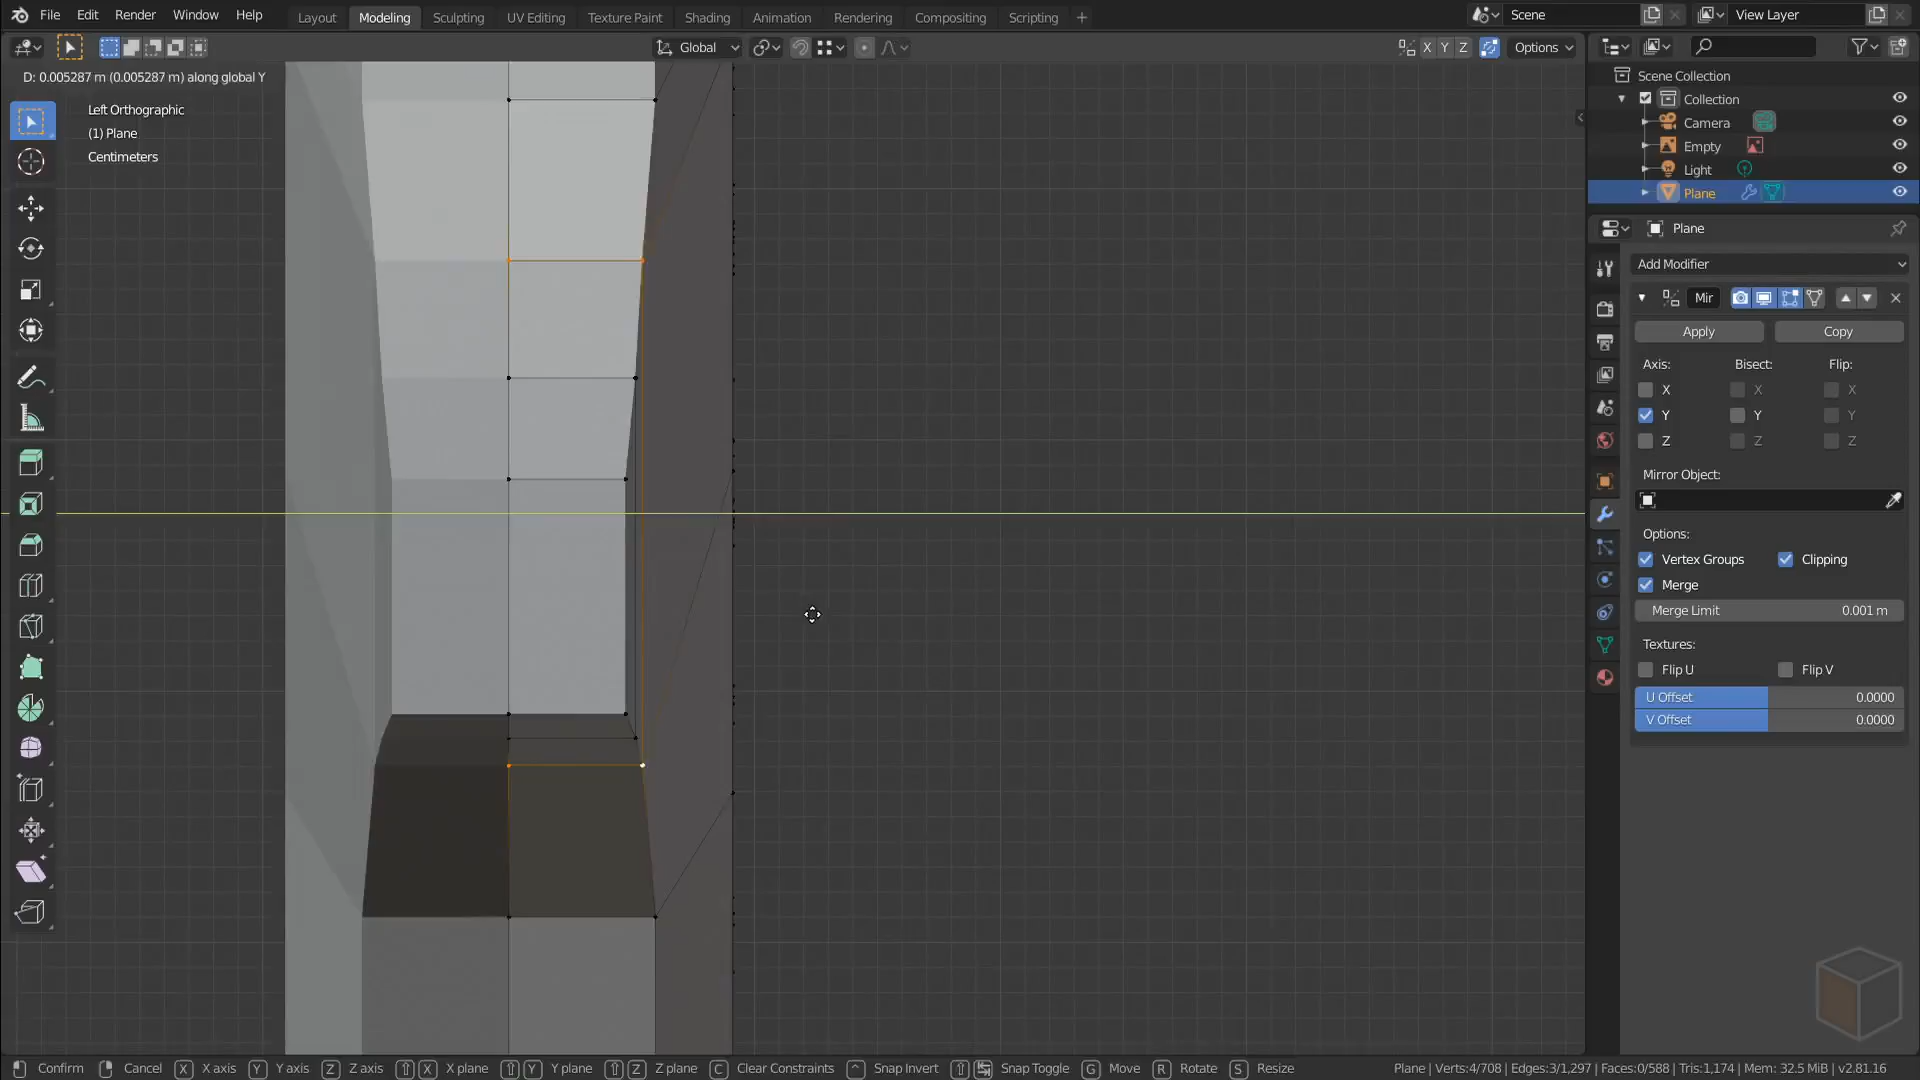 File Edit Render Window Help
Layout Modeling Sculpting UV Editing Texture Paint Shading Animation Rendering Compositing Scripting +
Scene
View Layer
Global
X Y Z
Options
D: 0.005287 m (0.005287 m) along global Y
Left Orthographic
(1) Plane
Centimeters
Scene Collection
Collection
Camera
Empty
Light
Plane
Plane
Add Modifier
Mir
Apply Copy
Axis: Bisect: Flip:
X X X
Y Y Y
Z Z Z
Mirror Object:
Options:
Vertex Groups Clipping
Merge
Merge Limit 0.001 m
Textures:
Flip U Flip V
U Offset 0.0000
V Offset 0.0000
Confirm Cancel X X axis Y Y axis Z Z axis X X plane Y Y plane Z Z plane C Clear Constraints Snap Invert Snap Toggle G Move R Rotate S Resize
Plane | Verts:4/708 | Edges:3/1,297 | Faces:0/588 | Tris:1,174 | Mem: 32.5 MiB | v2.81.16